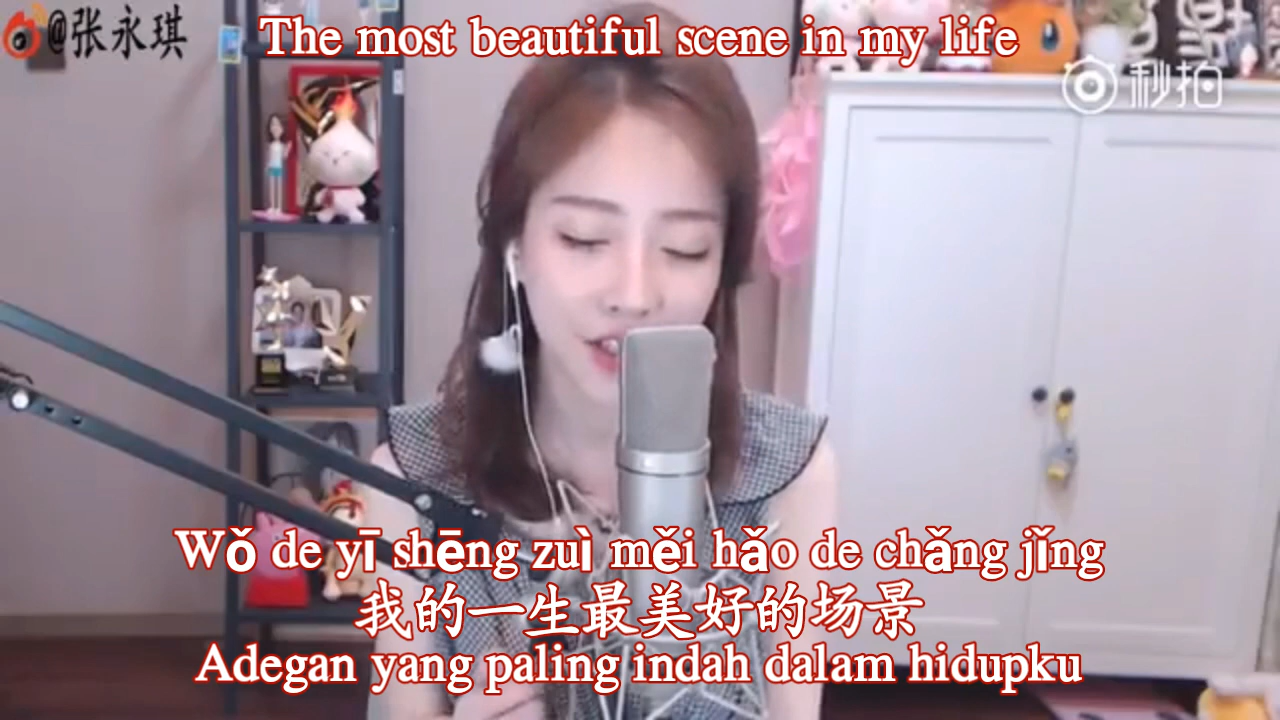 @张永琪
The most beautiful scene in my life
秒拍
Wǒ de yī shēng zuì měi hǎo de chǎng jǐng
我的一生最美好的场景
Adegan yang paling indah dalam hidupku